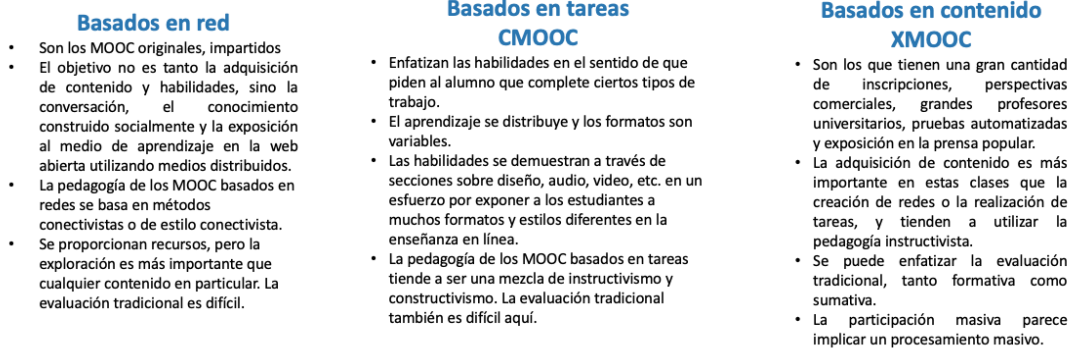 Basados en red
• Son los MOOC originales, impartidos
• El objetivo no es tanto la adquisición
de contenido y habilidades, sino la
conversación, el conocimiento
construido socialmente y la exposición
al medio de aprendizaje en la web
abierta utilizando medios distribuidos.
• La pedagogía de los MOOC basados en
redes se basa en métodos
conectivistas o de estilo conectivista.
• Se proporcionan recursos, pero la
exploración es más importante que
cualquier contenido en particular. La
evaluación tradicional es difícil.
Basados en tareas
CMOOC
• Enfatizan las habilidades en el sentido de que
piden al alumno que complete ciertos tipos de
trabajo.
• El aprendizaje se distribuye y los formatos son
variables.
• Las habilidades se demuestran a través de
secciones sobre diseño, audio, video, etc. en un
esfuerzo por exponer a los estudiantes a
muchos formatos y estilos diferentes en la
enseñanza en línea.
• La pedagogía de los MOOC basados en tareas
tiende a ser una mezcla de instructivismo y
constructivismo. La evaluación tradicional
también es difícil aquí.
Basados en contenido
XMOOC
• Son los que tienen una gran cantidad
de inscripciones, perspectivas
comerciales, grandes profesores
universitarios, pruebas automatizadas
y exposición en la prensa popular.
• La adquisición de contenido es más
importante en estas clases que la
creación de redes o la realización de
tareas, y tienden a utilizar la
pedagogía instructivista.
• Se puede enfatizar la evaluación
tradicional, tanto formativa como
sumativa.
• La participación masiva parece
implicar un procesamiento masivo.